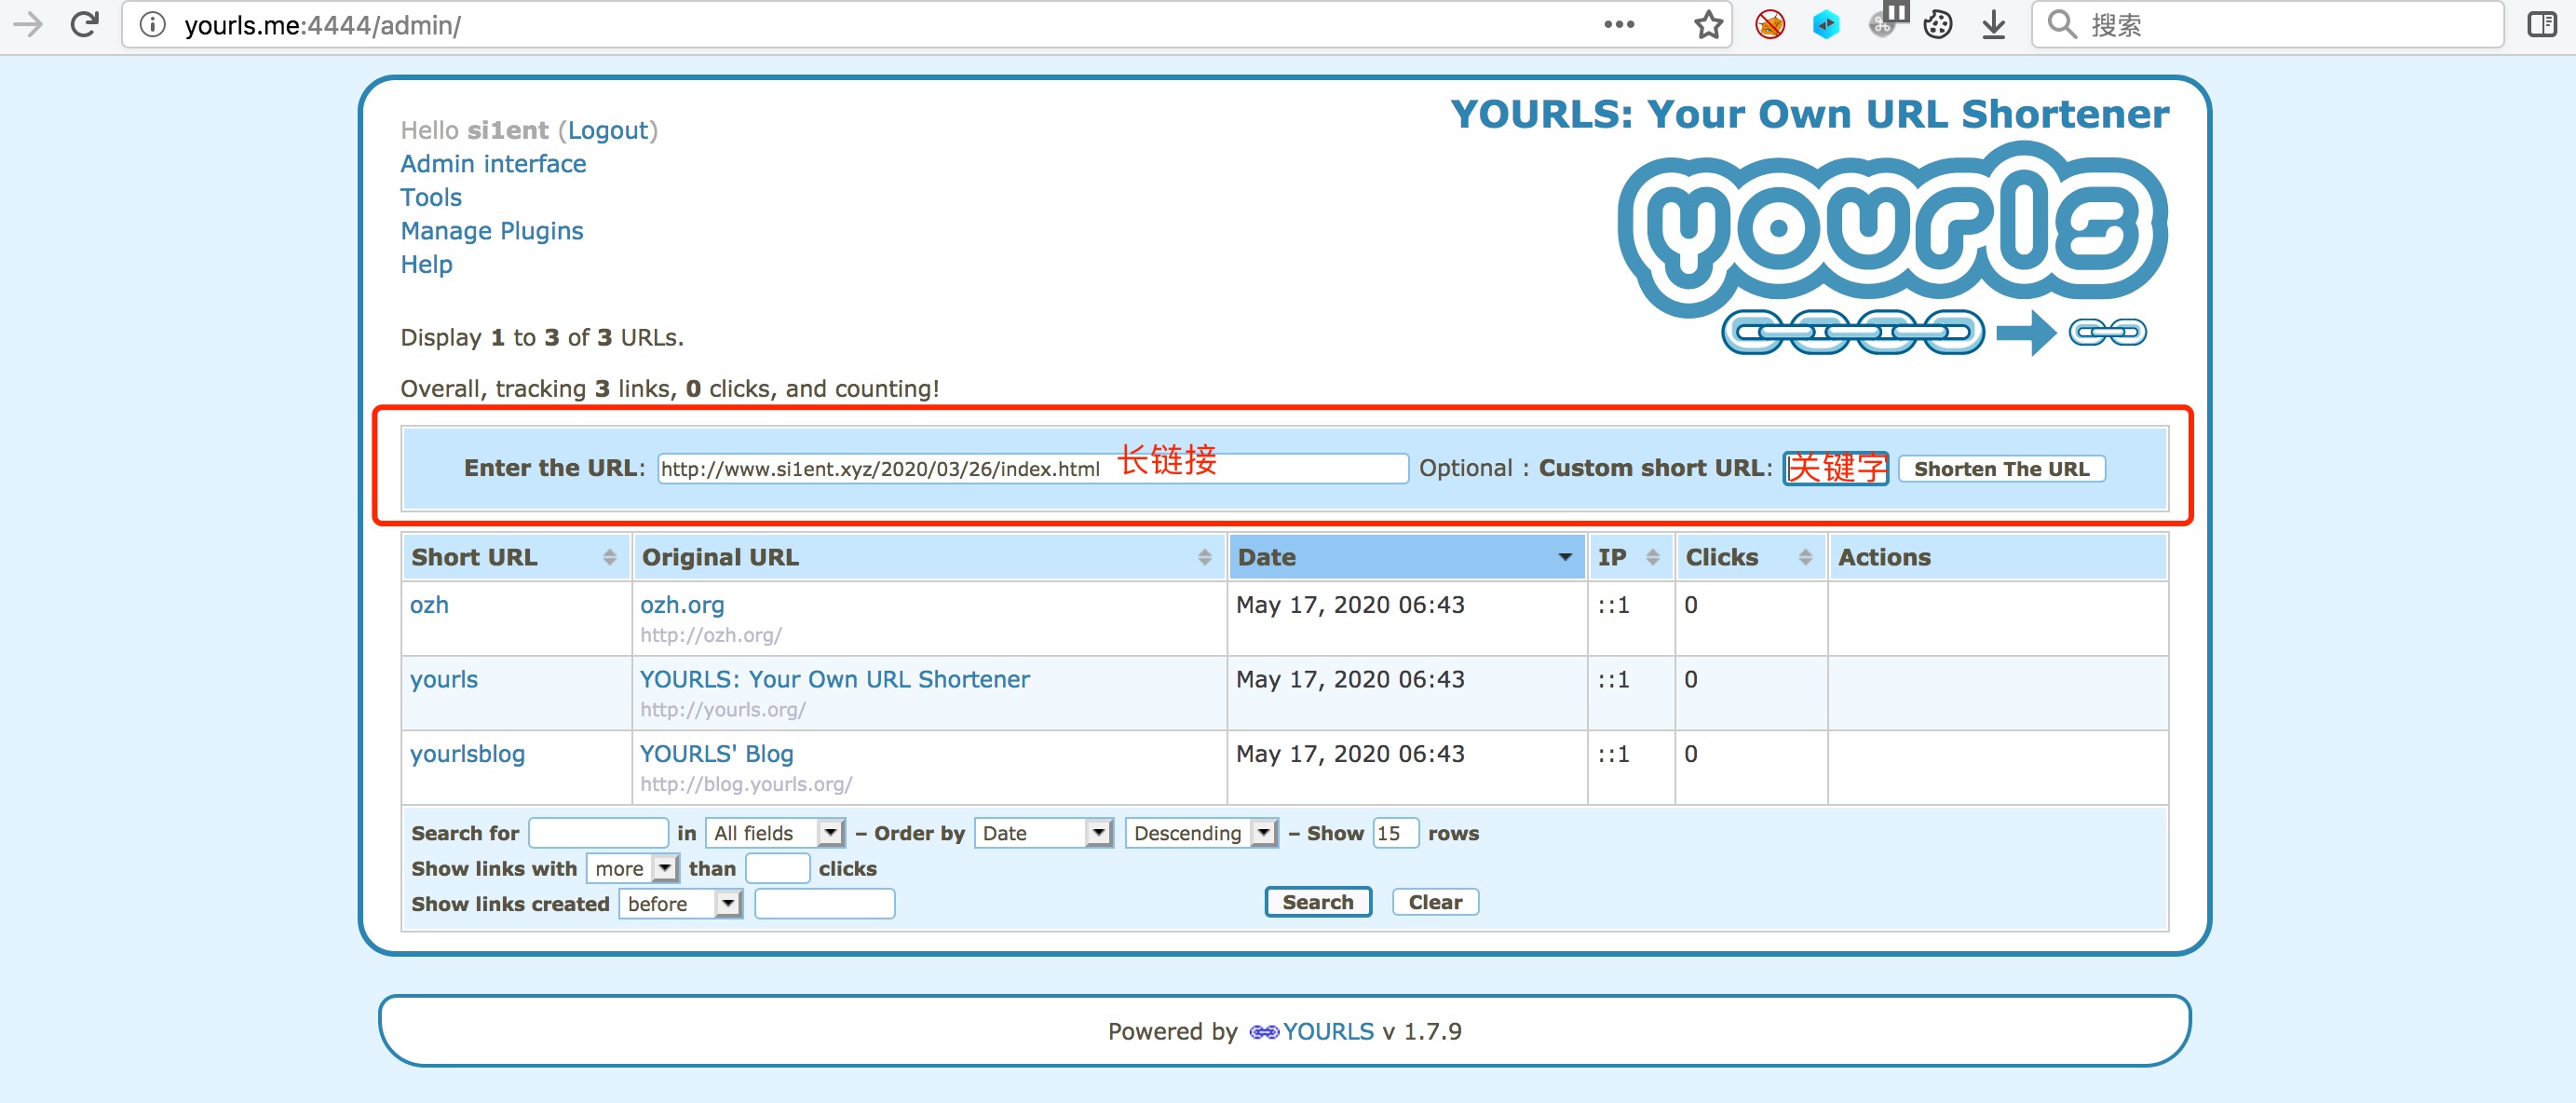 yourls.me:4444/admin/
搜索
Hello si1ent (Logout)
Admin interface
Tools
Manage Plugins
Help
YOURLS: Your Own URL Shortener
yourls
Display 1 to 3 of 3 URLs.
Overall, tracking 3 links, 0 clicks, and counting!
Enter the URL: http://www.si1ent.xyz/2020/03/26/index.html 长链接 Optional : Custom short URL: 关键字 Shorten The URL
Short URL Original URL Date IP Clicks Actions
ozh ozh.org May 17, 2020 06:43 ::1 0
http://ozh.org/
yourls YOURLS: Your Own URL Shortener May 17, 2020 06:43 ::1 0
http://yourls.org/
yourlsblog YOURLS' Blog May 17, 2020 06:43 ::1 0
http://blog.yourls.org/
Search for in All fields – Order by Date Descending – Show 15 rows
Show links with more than clicks
Show links created before Search Clear
Powered by YOURLS v 1.7.9